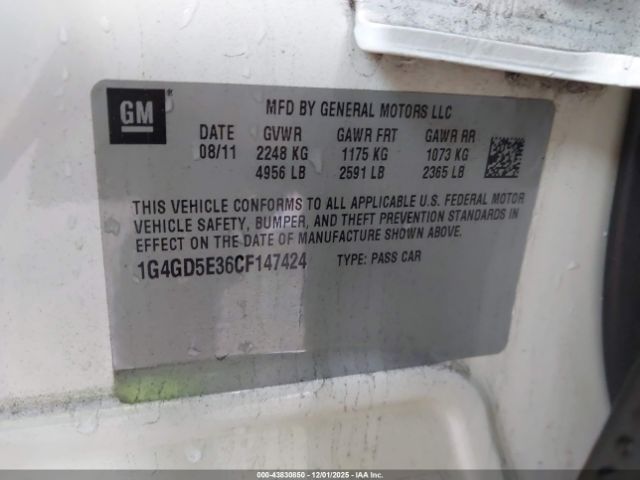 GM
MFD BY GENERAL MOTORS LLC
DATE GVWR GAWR FRT GAWR RR
08/11 2248 KG 1175 KG 1073 KG
4956 LB 2591 LB 2365 LB
THIS VEHICLE CONFORMS TO ALL APPLICABLE U.S. FEDERAL MOTOR
VEHICLE SAFETY, BUMPER, AND THEFT PREVENTION STANDARDS IN
EFFECT ON THE DATE OF MANUFACTURE SHOWN ABOVE.
1G4GD5E36CF147424 TYPE: PASS CAR
000-43830850 - 12/01/2025 - COPART.CA